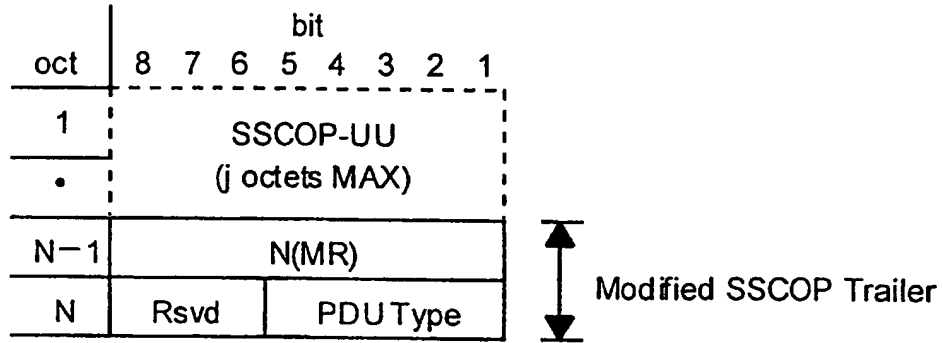 bit
oct 8 7 6 5 4 3 2 1
1 SSCOP-UU
• (j octets MAX)
N-1 N(MR)
N Rsvd PDU Type Modified SSCOP Trailer